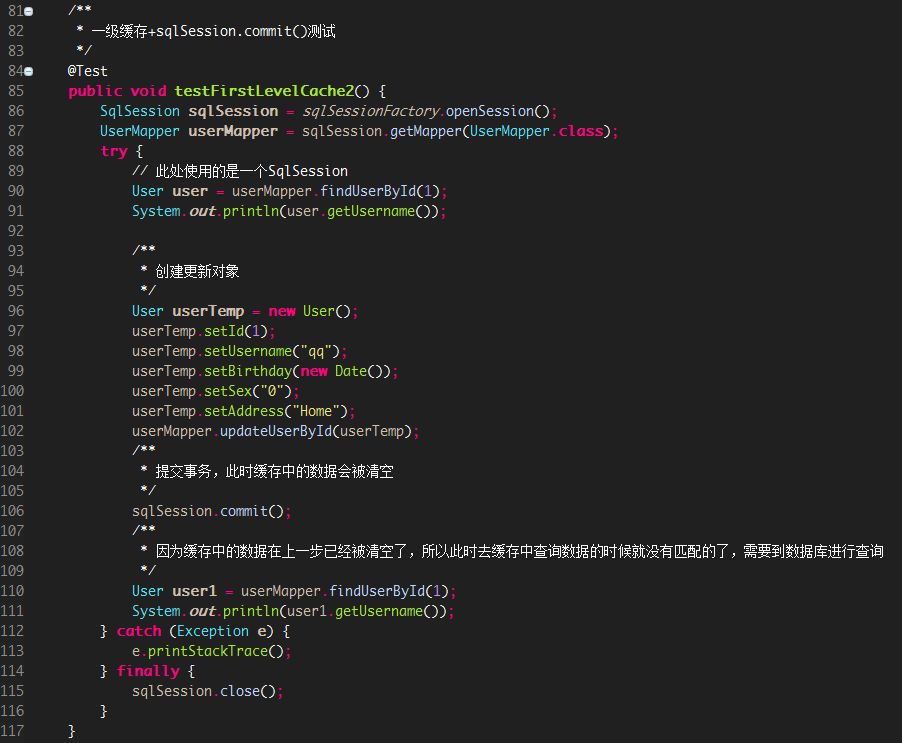 81 /**
82  * 一级缓存+sqlSession.commit()测试
83  */
84 @Test
85 public void testFirstLevelCache2() {
86     SqlSession sqlSession = sqlSessionFactory.openSession();
87     UserMapper userMapper = sqlSession.getMapper(UserMapper.class);
88     try {
89         // 此处使用的是一个SqlSession
90         User user = userMapper.findUserById(1);
91         System.out.println(user.getUsername());
92
93         /**
94          * 创建更新对象
95          */
96         User userTemp = new User();
97         userTemp.setId(1);
98         userTemp.setUsername("qq");
99         userTemp.setBirthday(new Date());
100         userTemp.setSex("0");
101         userTemp.setAddress("Home");
102         userMapper.updateUserById(userTemp);
103         /**
104          * 提交事务，此时缓存中的数据会被清空
105          */
106         sqlSession.commit();
107         /**
108          * 因为缓存中的数据在上一步已经被清空了，所以此时去缓存中查询数据的时候就没有匹配的了，需要到数据库进行查询
109          */
110         User user1 = userMapper.findUserById(1);
111         System.out.println(user1.getUsername());
112     } catch (Exception e) {
113         e.printStackTrace();
114     } finally {
115         sqlSession.close();
116     }
117 }